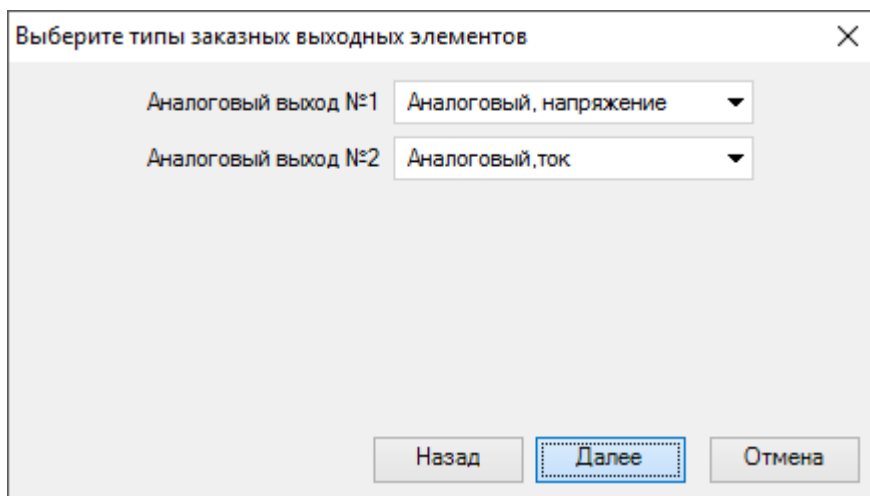 Выберите типы заказных выходных элементов
Аналоговый выход №1 Аналоговый, напряжение
Аналоговый выход №2 Аналоговый,ток
Назад Далее Отмена